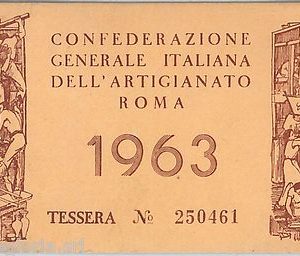 CONFEDERAZIONE
GENERALE ITALIANA
DELL'ARTIGIANATO
ROMA
1963
TESSERA № 250461